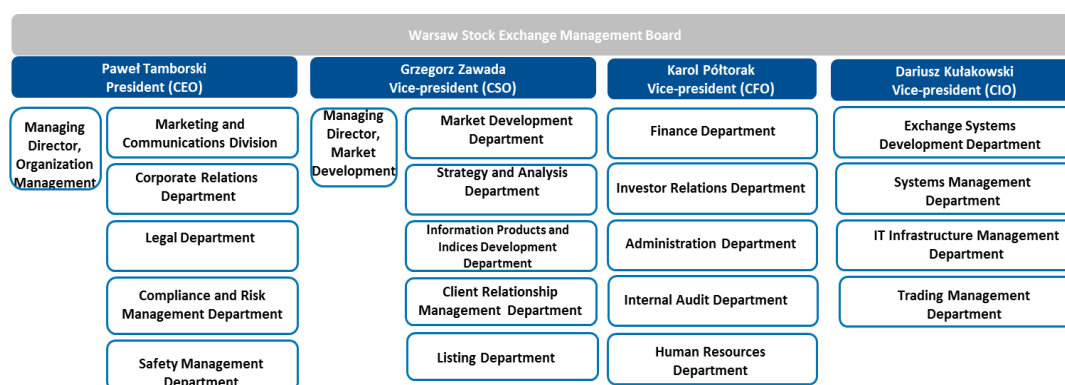 Warsaw Stock Exchange Management Board
Paweł Tamborski
President (CEO)
Managing
Director,
Organization
Management
Marketing and
Communications Division
Corporate Relations
Department
Legal Department
Compliance and Risk
Management Department
Safety Management
Department
Grzegorz Zawada
Vice-president (CSO)
Managing
Director,
Market
Development
Market Development
Department
Strategy and Analysis
Department
Information Products and
Indices Development
Department
Client Relationship
Management Department
Listing Department
Karol Półtorak
Vice-president (CFO)
Finance Department
Investor Relations Department
Administration Department
Internal Audit Department
Human Resources
Department
Dariusz Kułakowski
Vice-president (CIO)
Exchange Systems
Development Department
Systems Management
Department
IT Infrastructure Management
Department
Trading Management
Department